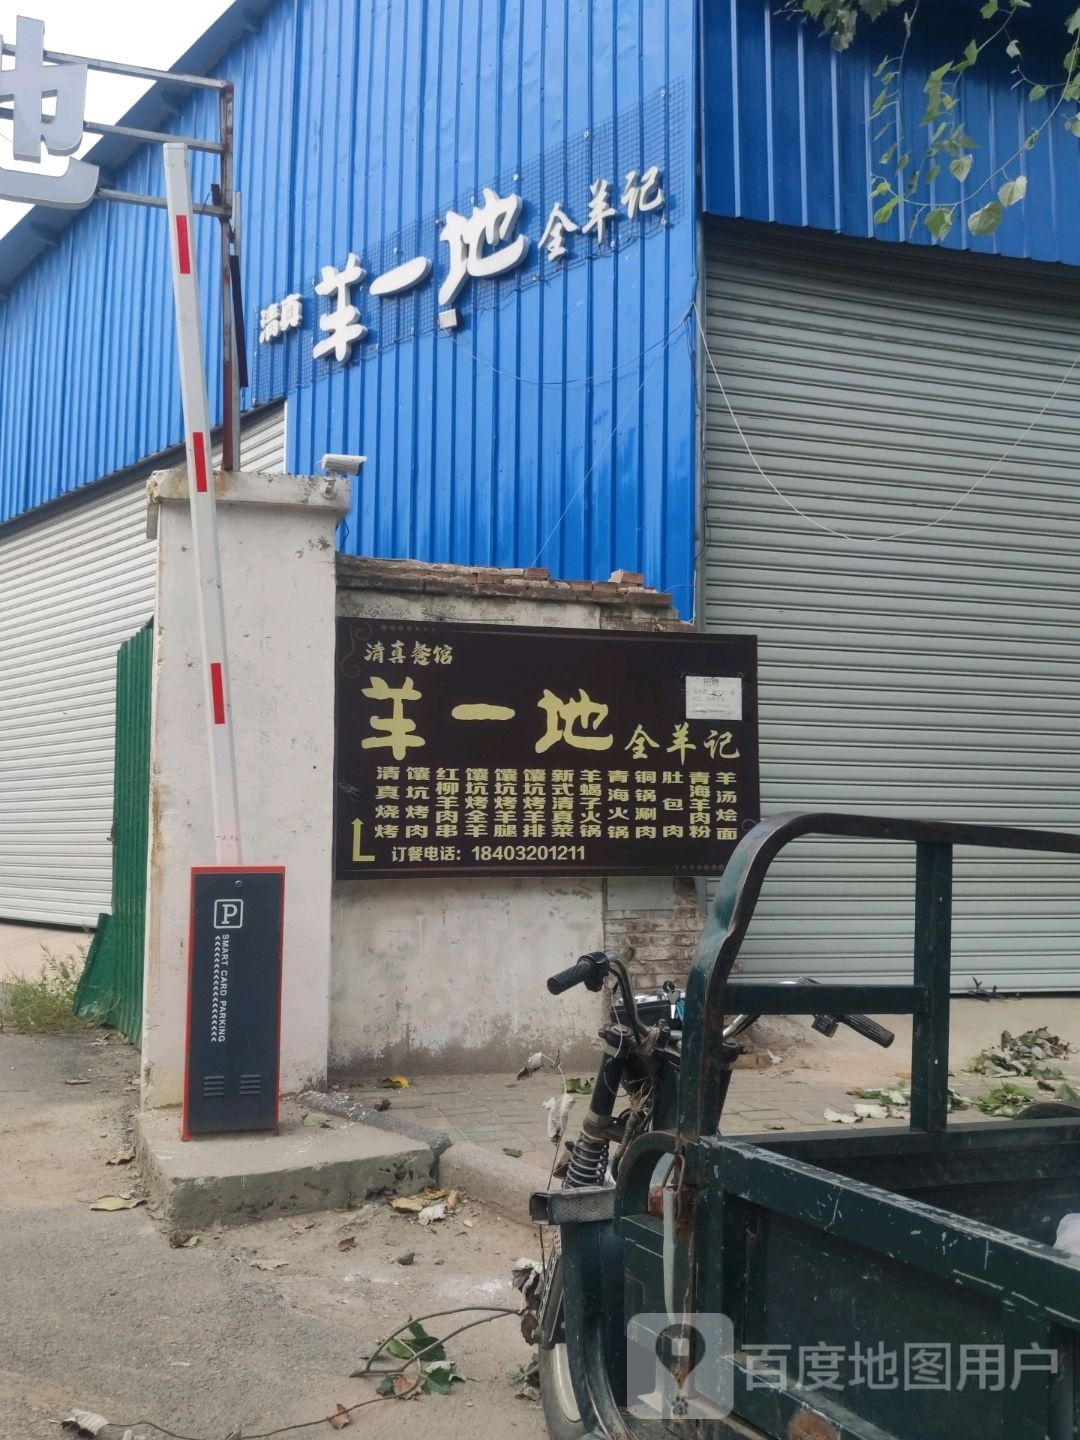 地
清真 羊一地 全羊记
清真餐馆
羊一地 全羊记
清真烧烤
馕坑烤肉
红柳羊肉串
馕坑烤全羊
馕坑烤羊腿
馕坑烤羊排
新式清真菜
羊蝎子火锅
青海火锅
铜锅涮肉
肚包肉
青海羊肉粉
羊汤烩面
订餐电话：18403201211
P
SMART CARD PARKING
百度地图用户